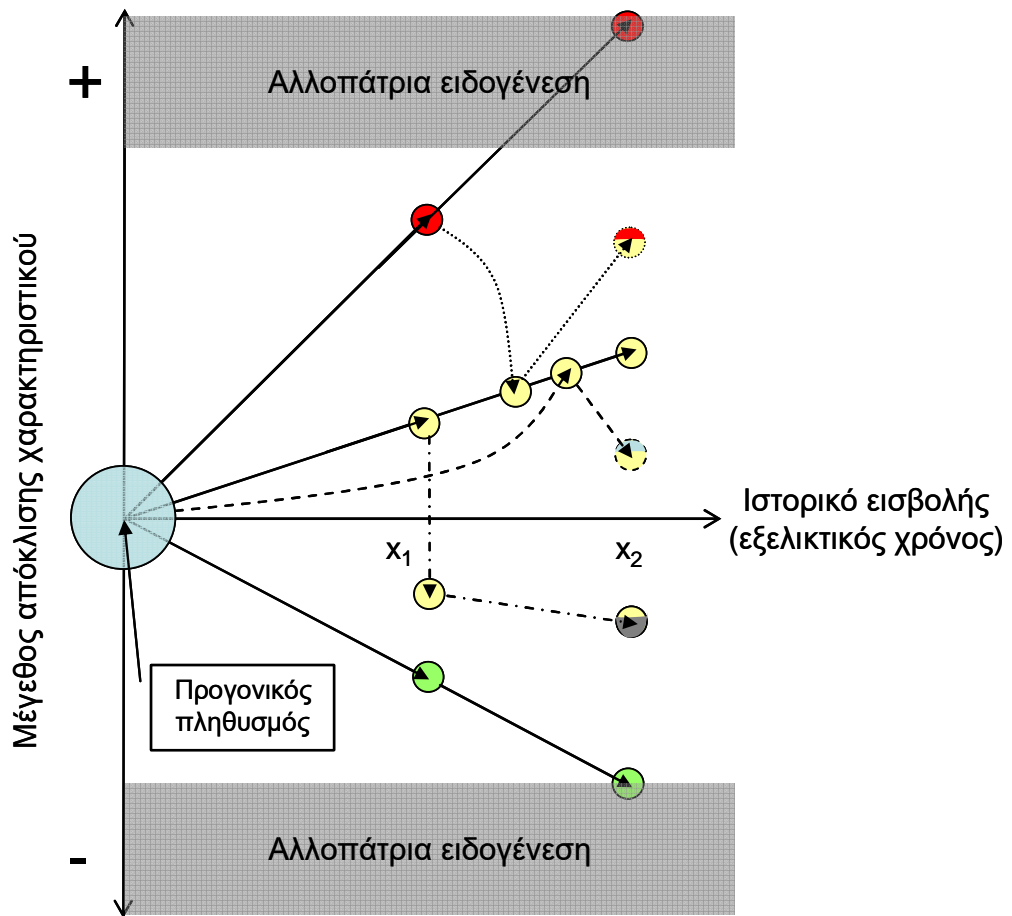 +
Αλλοπάτρια ειδογένεση
Μέγεθος απόκλισης χαρακτηριστικού
Ιστορικό εισβολής
(εξελικτικός χρόνος)
x1
x2
Προγονικός
πληθυσμός
Αλλοπάτρια ειδογένεση
-